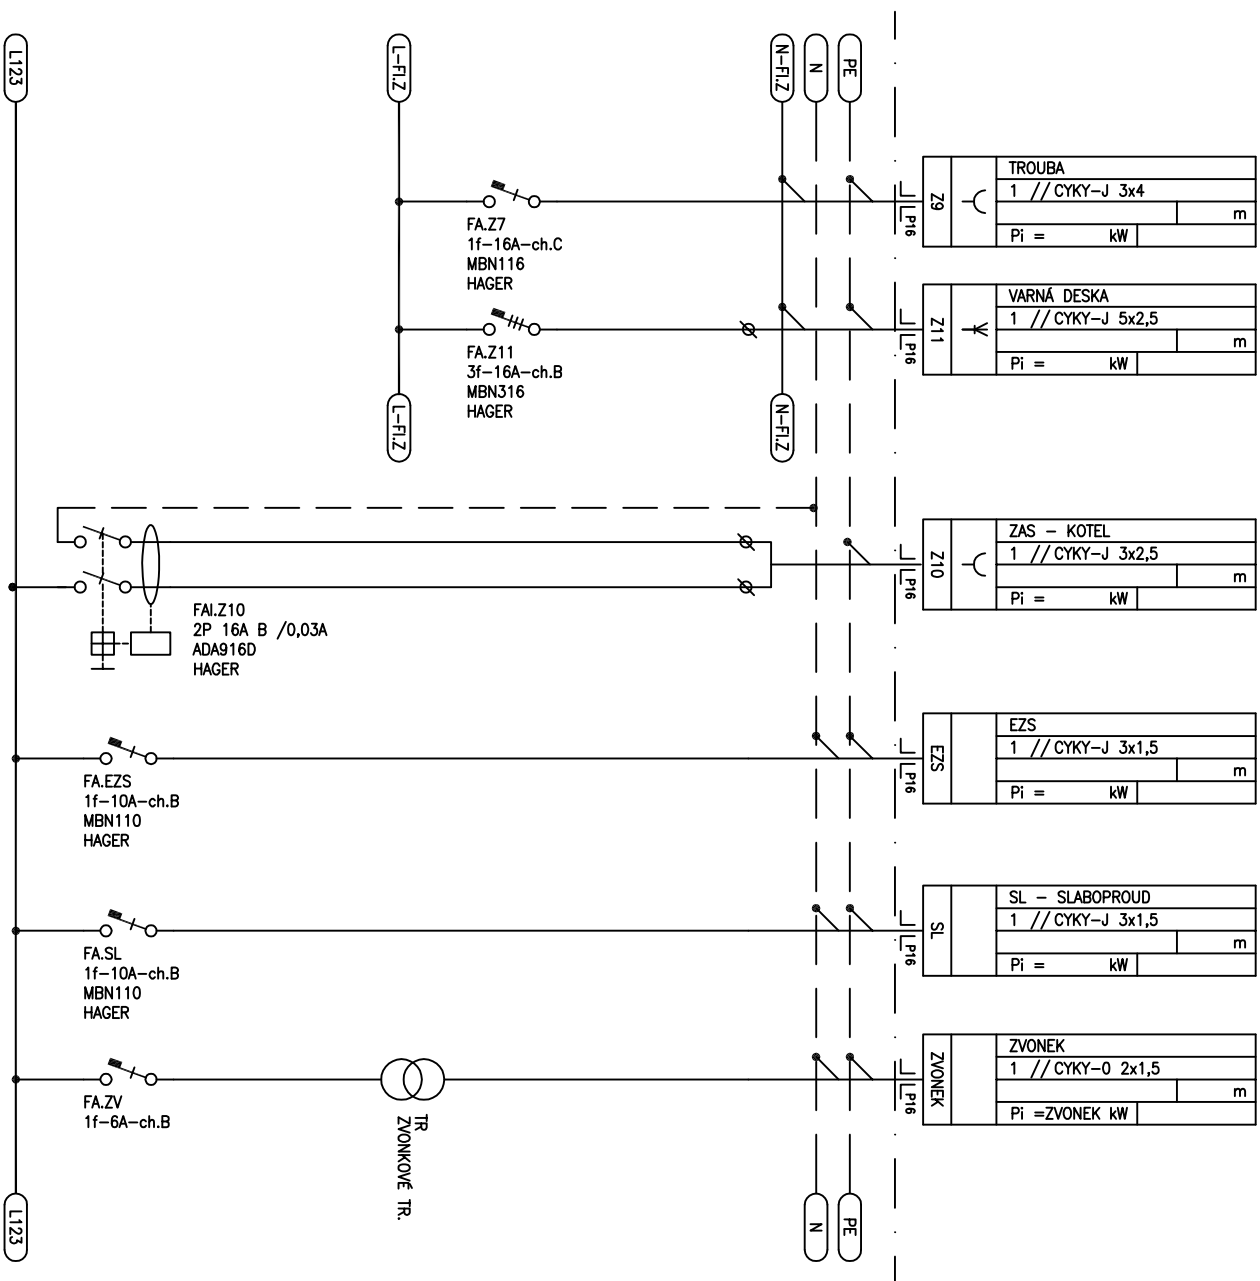 L123
L-FI.Z
N-FI.Z
N
PE
FA.Z7
1f-16A-ch.C
MBN116
HAGER
P16
Z9
TROUBA
1 // CYKY-J 3x4
m
Pi = kW
FA.Z11
3f-16A-ch.B
MBN316
HAGER
P16
Z11
VARNÁ DESKA
1 // CYKY-J 5x2,5
m
Pi = kW
L-FI.Z
N-FI.Z
FAI.Z10
2P 16A B /0,03A
ADA916D
HAGER
P16
Z10
ZAS - KOTEL
1 // CYKY-J 3x2,5
m
Pi = kW
FA.EZS
1f-10A-ch.B
MBN110
HAGER
P16
EZS
EZS
1 // CYKY-J 3x1,5
m
Pi = kW
FA.SL
1f-10A-ch.B
MBN110
HAGER
P16
SL
SL - SLABOPROUD
1 // CYKY-J 3x1,5
m
Pi = kW
FA.ZV
1f-6A-ch.B
TR
ZVONKOVÉ TR.
P16
ZVONEK
ZVONEK
1 // CYKY-O 2x1,5
m
Pi =ZVONEK kW
L123
N
PE